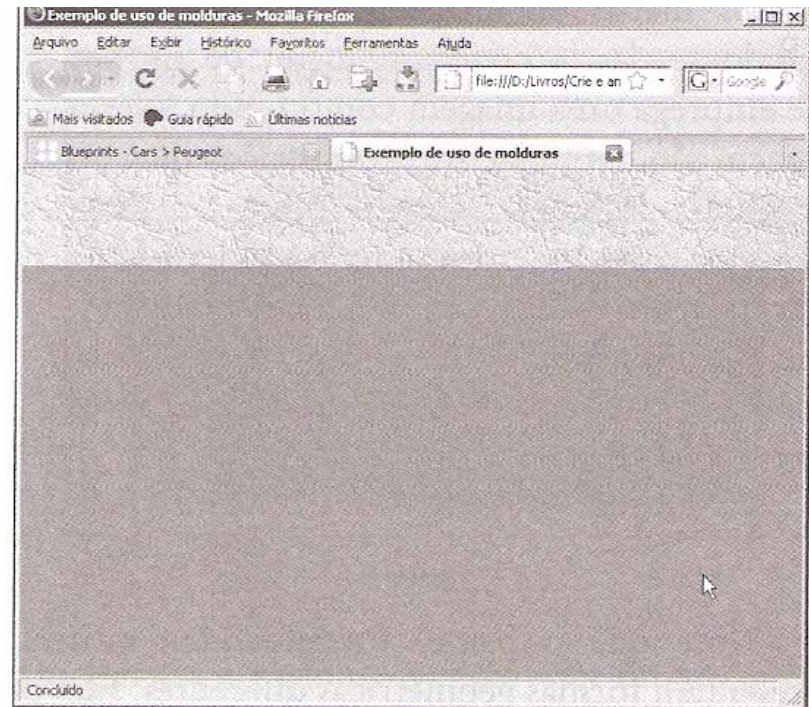 Exemplo de uso de molduras - Mozilla Firefox
Arquivo Editar Exibir Histórico Favoritos Ferramentas Ajuda
file:///D:/Livros/Crie e an G Google
Mais visitados Guia rápido Últimas notícias
Blueprints - Cars > Peugeot Exemplo de uso de molduras
Concluído